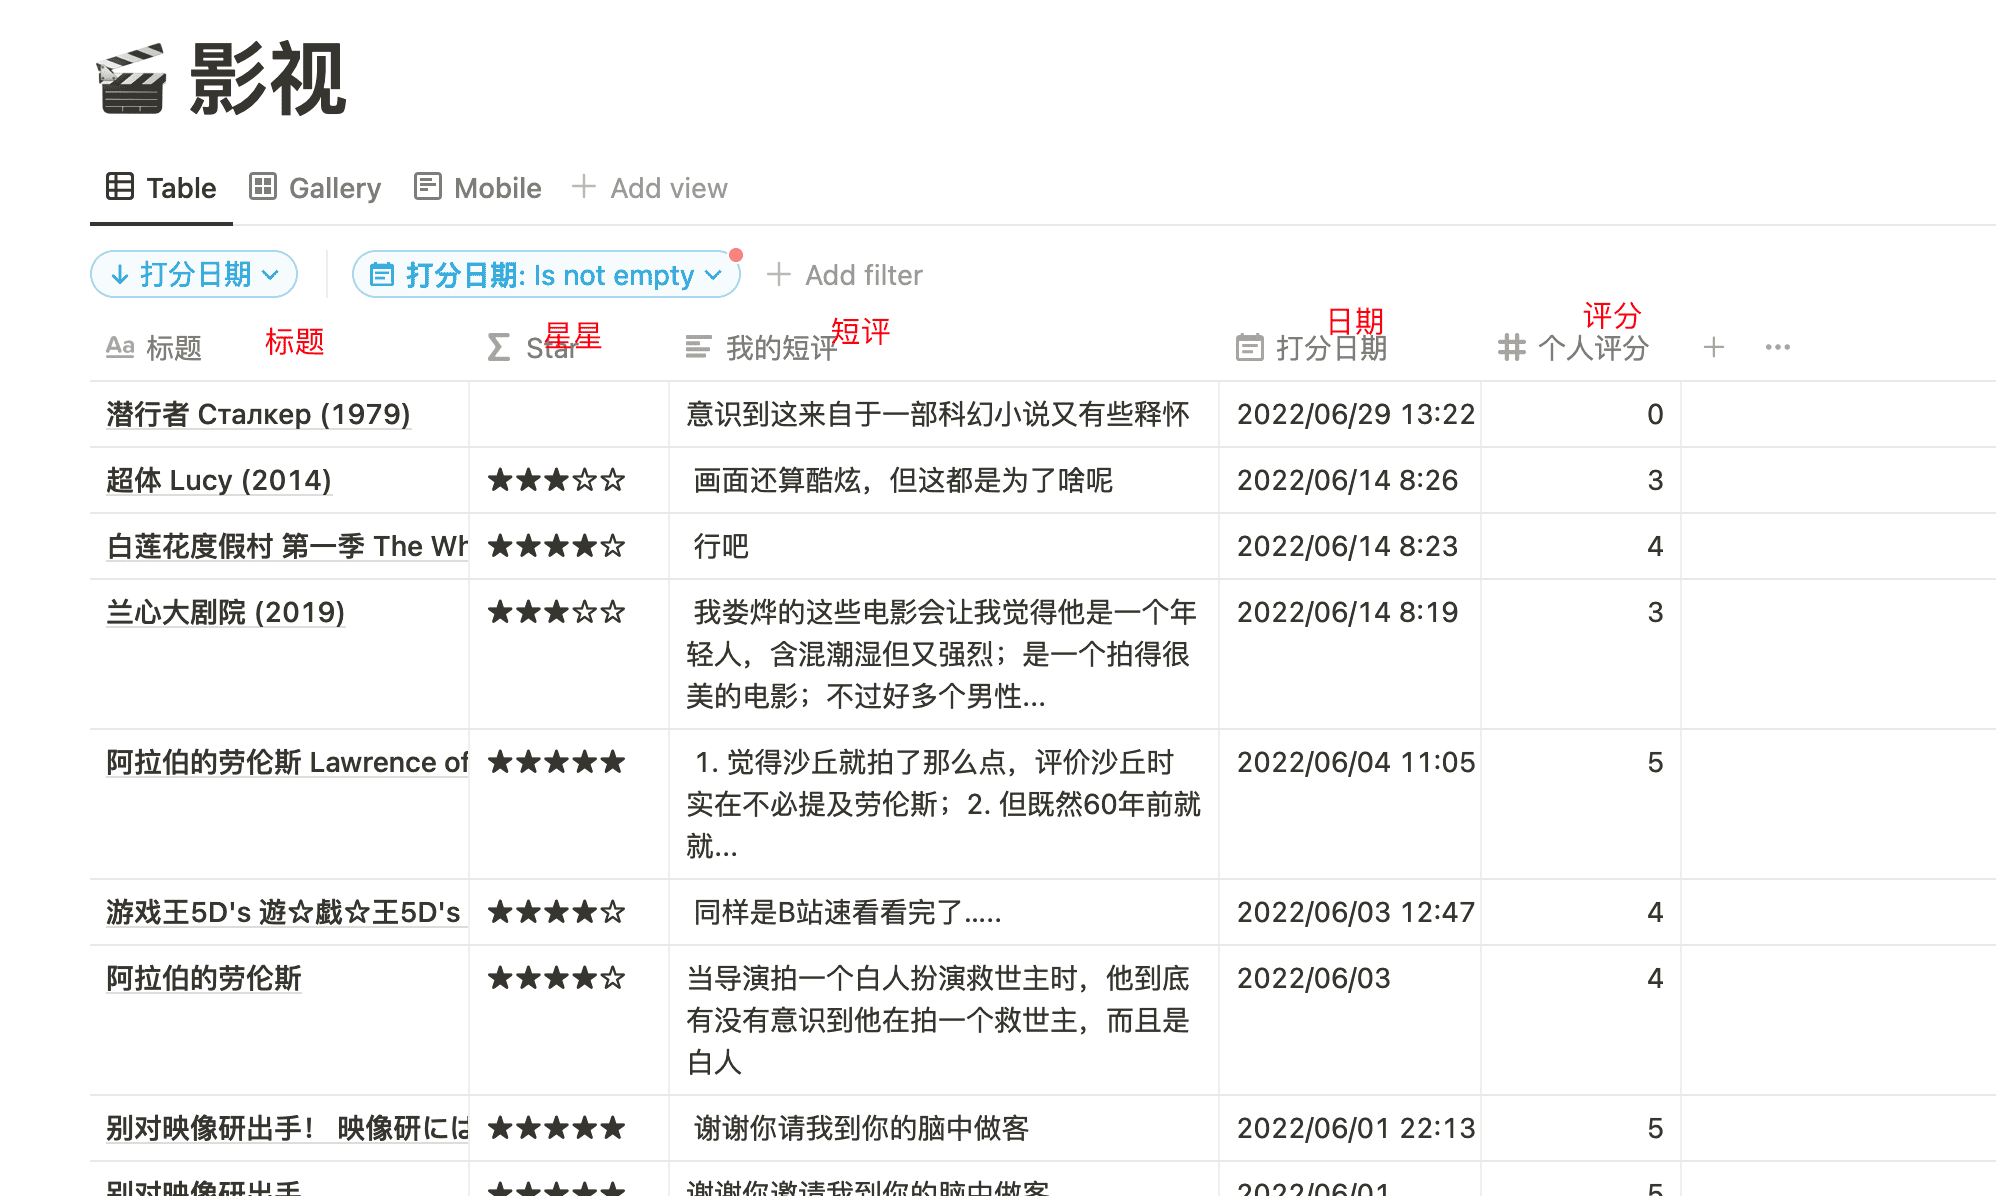 影视
Table Gallery Mobile + Add view
↓ 打分日期 打分日期: Is not empty + Add filter
Aa 标题 标题 Σ Star 星星 我的短评 短评 打分日期 日期 # 个人评分 评分 + ...
潜行者 Сталкер (1979) 意识到这来自于一部科幻小说又有些释怀 2022/06/29 13:22 0
超体 Lucy (2014) ★★★☆☆ 画面还算酷炫，但这都是为了啥呢 2022/06/14 8:26 3
白莲花度假村 第一季 The Wh ★★★★☆ 行吧 2022/06/14 8:23 4
兰心大剧院 (2019) ★★★☆☆ 我娄烨的这些电影会让我觉得他是一个年 2022/06/14 8:19 3
轻人，含混潮湿但又强烈；是一个拍得很
美的电影；不过好多个男性...
阿拉伯的劳伦斯 Lawrence of ★★★★★ 1. 觉得沙丘就拍了那么点，评价沙丘时 2022/06/04 11:05 5
实在不必提及劳伦斯；2. 但既然60年前就
就...
游戏王5D's 遊☆戯☆王5D's ★★★★☆ 同样是B站速看看完了..... 2022/06/03 12:47 4
阿拉伯的劳伦斯 ★★★★☆ 当导演拍一个白人扮演救世主时，他到底 2022/06/03 4
有没有意识到他在拍一个救世主，而且是
白人
别对映像研出手！ 映像研には ★★★★★ 谢谢你请我到你的脑中做客 2022/06/01 22:13 5
别对映像研出手 ★★★★★ 谢谢你邀请我到你的脑中做客 2022/06/01 5